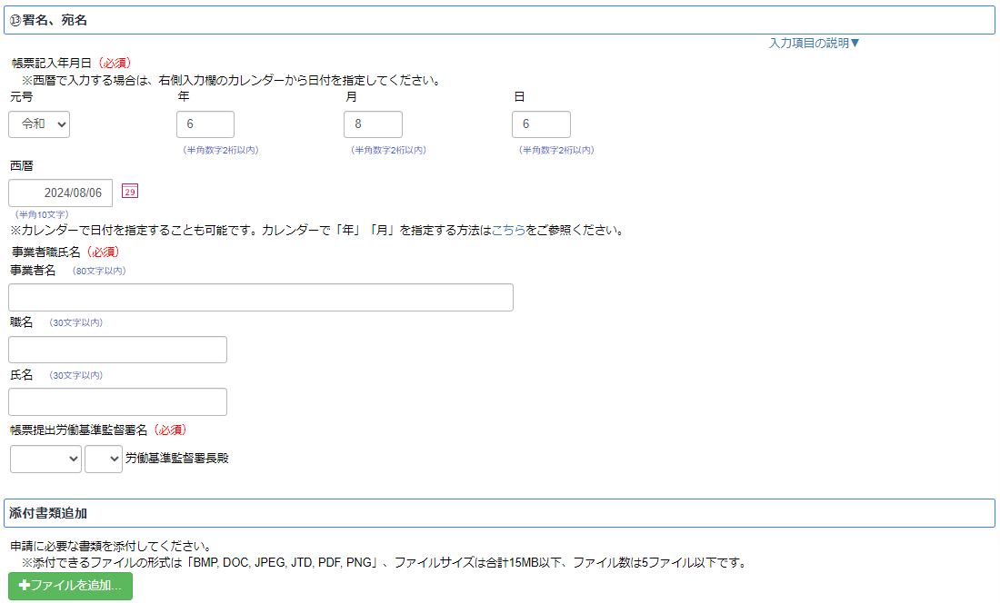 ⑬署名、宛名
入力項目の説明▼
帳票記入年月日（必須）
※西暦で入力する場合は、右側入力欄のカレンダーから日付を指定してください。
元号 年 月 日
令和 6 8 6
（半角数字2桁以内） （半角数字2桁以内） （半角数字2桁以内）
西暦
2024/08/06 29
（半角10文字）
※カレンダーで日付を指定することも可能です。カレンダーで「年」「月」を指定する方法はこちらをご参照ください。
事業者職氏名（必須）
事業者名 （80文字以内）
職名 （30文字以内）
氏名 （30文字以内）
帳票提出労働基準監督署名（必須）
労働基準監督署長殿
添付書類追加
申請に必要な書類を添付してください。
※添付できるファイルの形式は「BMP, DOC, JPEG, JTD, PDF, PNG」、ファイルサイズは合計15MB以下、ファイル数は5ファイル以下です。
✚ファイルを追加...